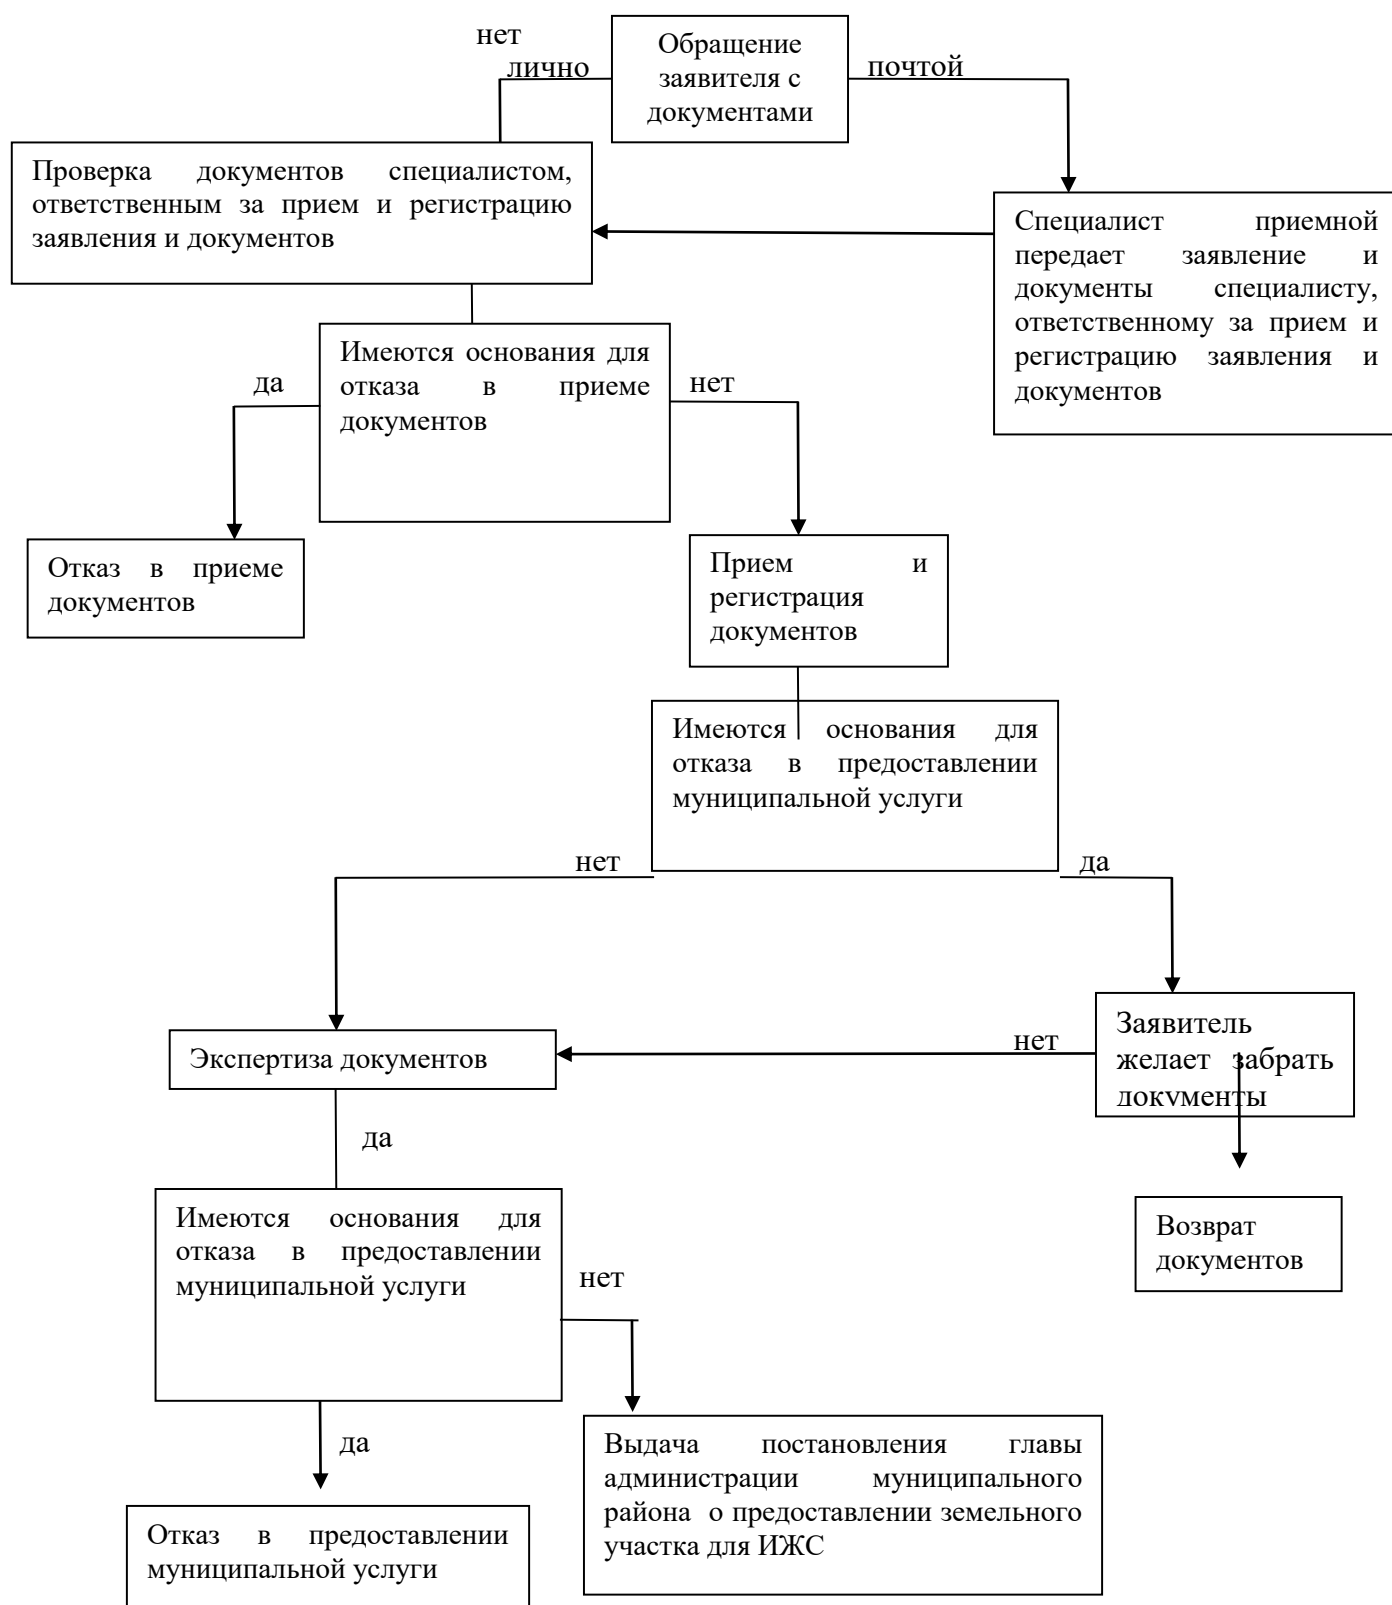 нет
лично
Обращение
заявителя с
документами
почтой
Проверка документов специалистом,
ответственным за прием и регистрацию
заявления и документов
Специалист приемной
передает заявление и
документы специалисту,
ответственному за прием и
регистрацию заявления и
документов
Имеются основания для
отказа в приеме
документов
да
нет
Отказ в приеме
документов
Прием и
регистрация
документов
Имеются основания для
отказа в предоставлении
муниципальной услуги
нет
да
Заявитель
желает забрать
документы
нет
Экспертиза документов
да
Имеются основания для
отказа в предоставлении
муниципальной услуги
нет
Возврат
документов
да
Выдача постановления главы
администрации муниципального
района о предоставлении земельного
участка для ИЖС
Отказ в предоставлении
муниципальной услуги